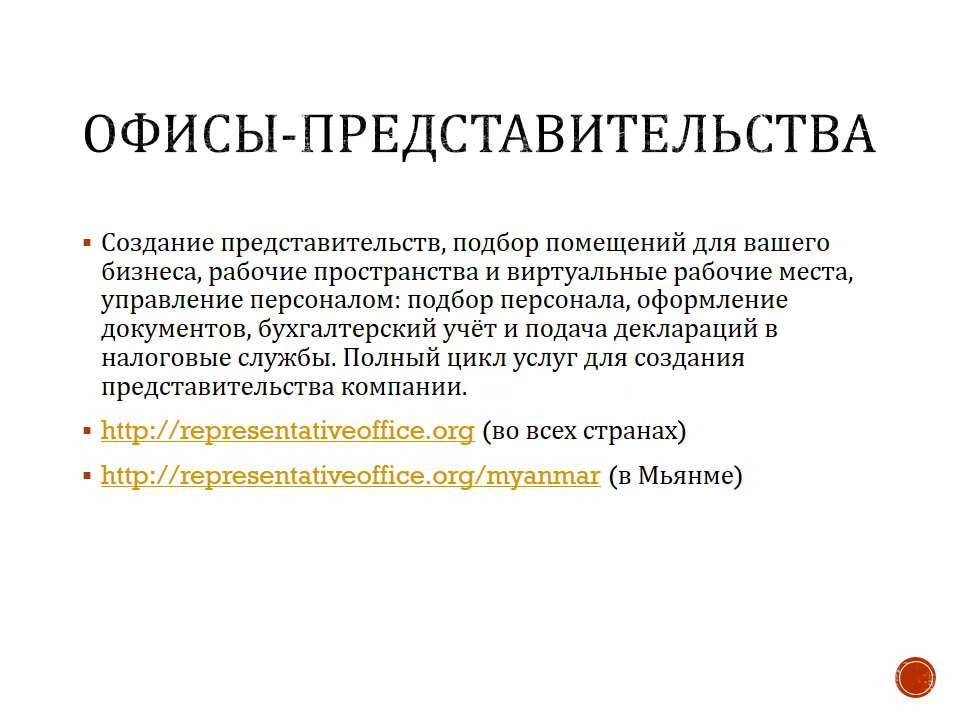 ОФИСЫ-ПРЕДСТАВИТЕЛЬСТВА
Создание представительств, подбор помещений для вашего
бизнеса, рабочие пространства и виртуальные рабочие места,
управление персоналом: подбор персонала, оформление
документов, бухгалтерский учёт и подача деклараций в
налоговые службы. Полный цикл услуг для создания
представительства компании.
http://representativeoffice.org (во всех странах)
http://representativeoffice.org/myanmar (в Мьянме)